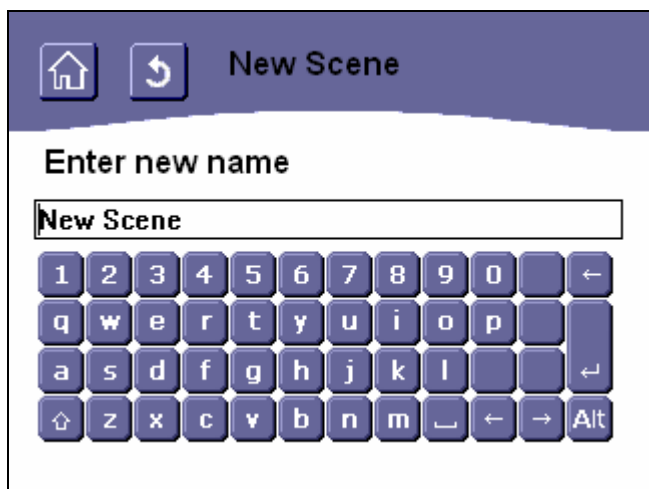 New Scene
Enter new name
New Scene
1 2 3 4 5 6 7 8 9 0 ←
q w e r t y u i o p
a s d f g h j k l ↵
⇧ z x c v b n m ⎵ ← → Alt